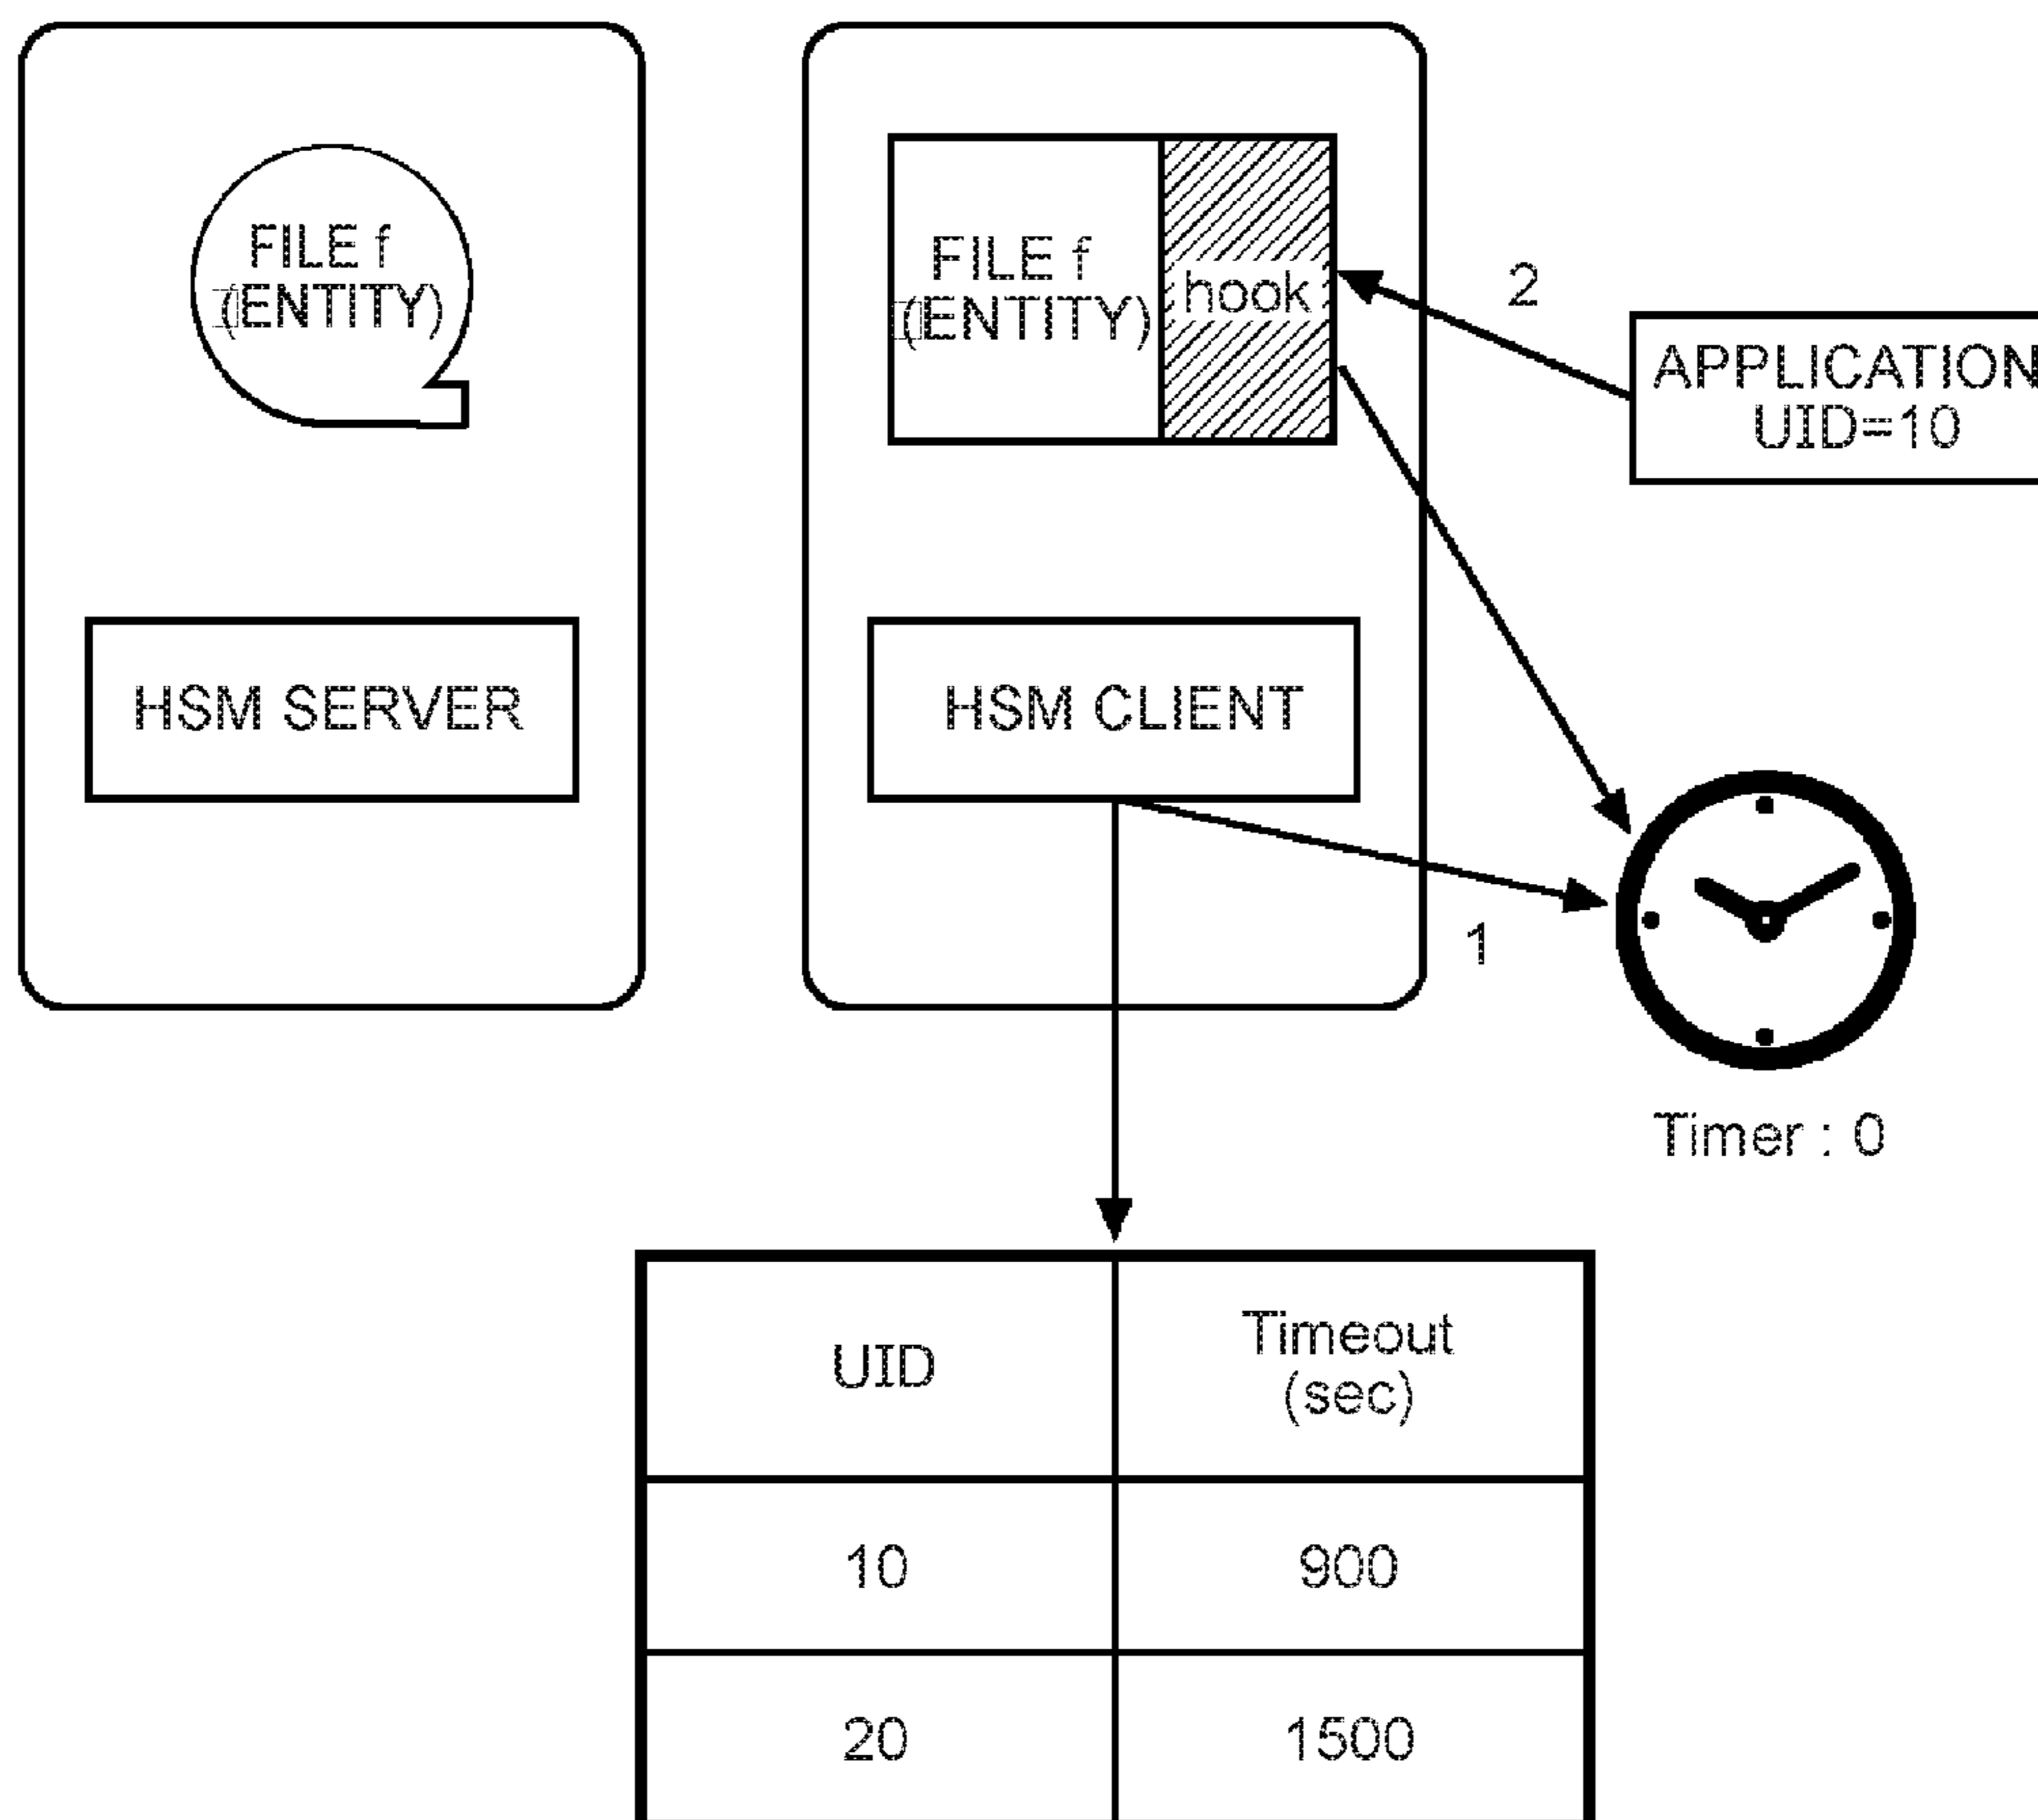 FILE f
(ENTITY)
FILE f
(ENTITY)
hook
2
APPLICATION
UID=10
HSM SERVER
HSM CLIENT
1
Timer : 0
UID
Timeout
(sec)
10
900
20
1500